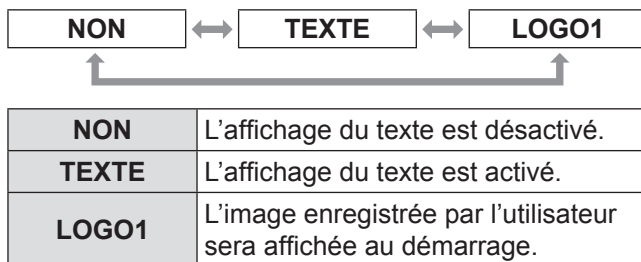 NON TEXTE LOGO1
NON L’affichage du texte est désactivé.
TEXTE L’affichage du texte est activé.
LOGO1 L’image enregistrée par l’utilisateur
sera affichée au démarrage.